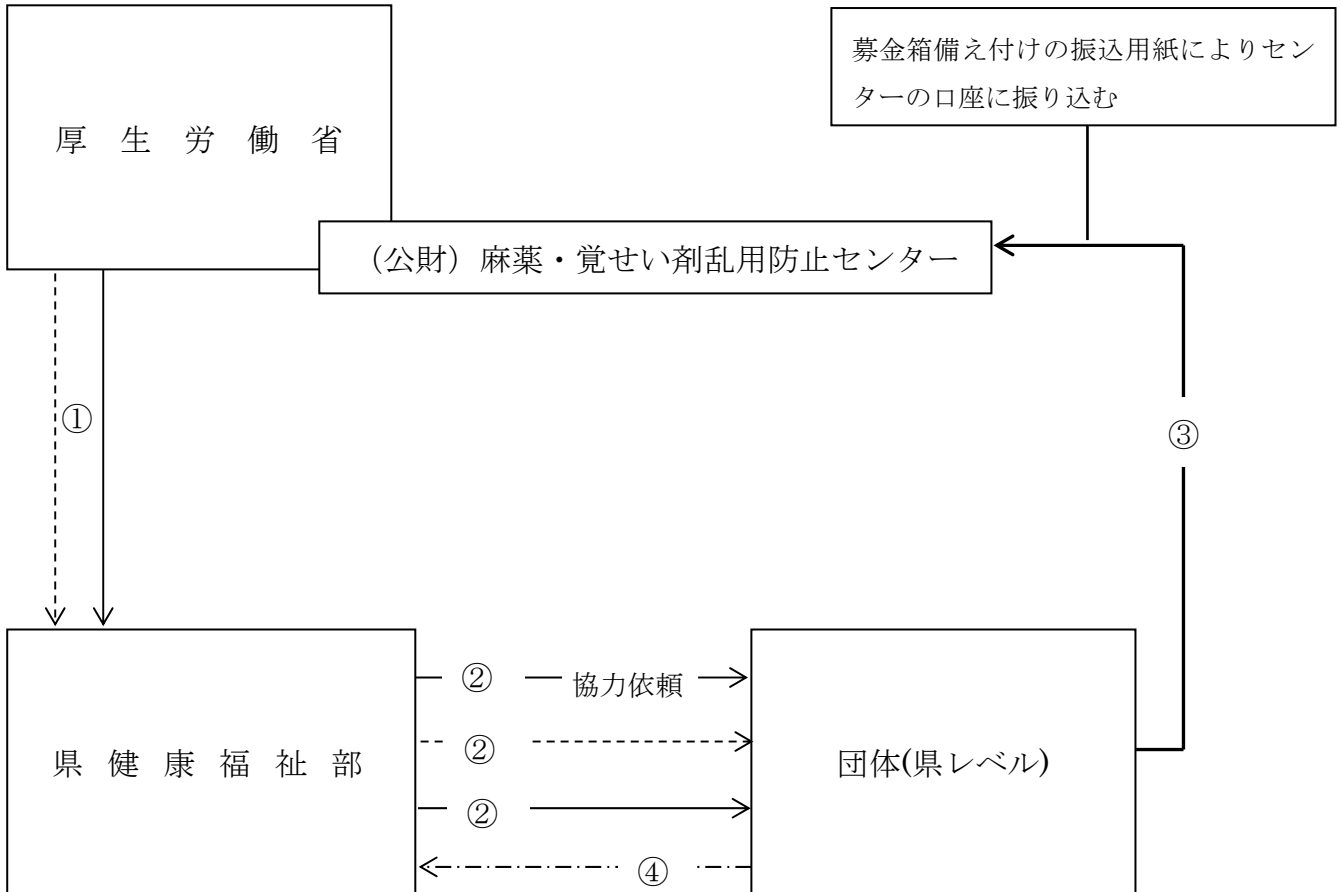 募金箱備え付けの振込用紙によりセン
ターの口座に振り込む
厚生労働省
（公財）麻薬・覚せい剤乱用防止センター
①
③
② 協力依頼
②
県健康福祉部
団体(県レベル)
②
④